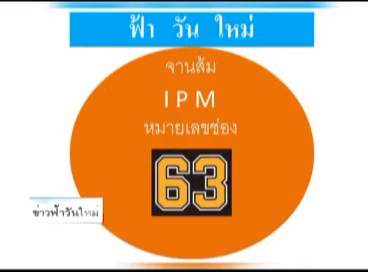 ฟ้า วัน ใหม่
จานส้ม
I P M
หมายเลขช่อง
63
ข่าวฟ้าวันใหม่